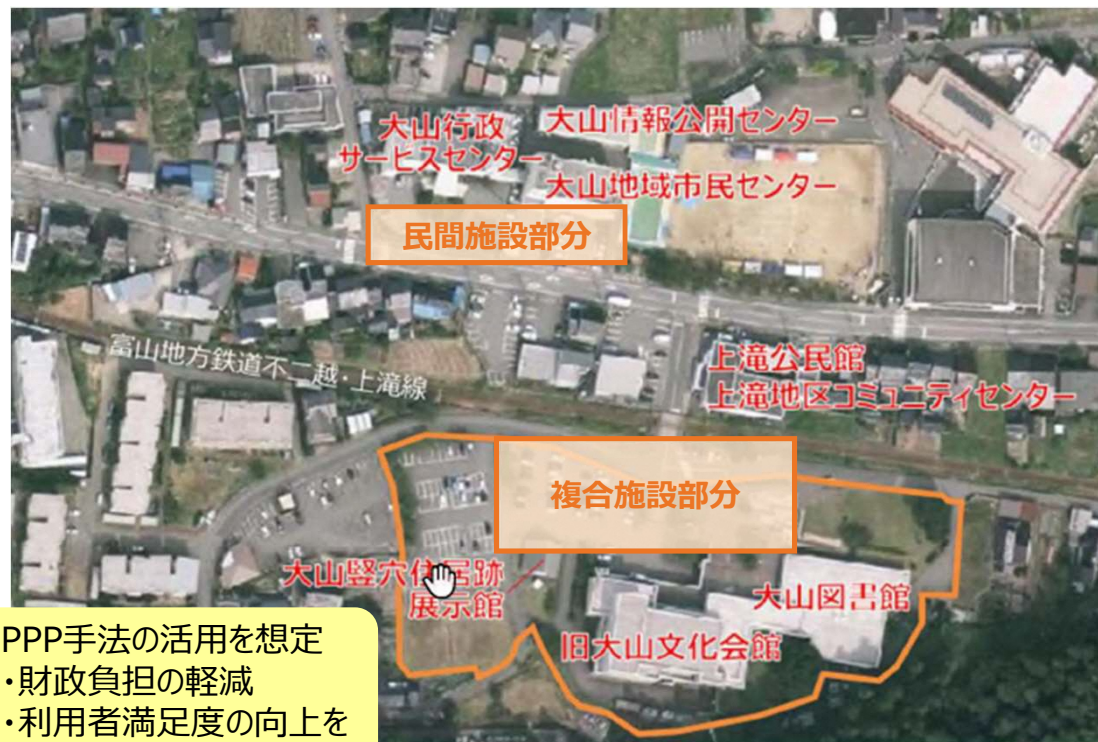 大山行政
サービスセンター
大山情報公開センター
大山地域市民センター
民間施設部分
富山地方鉄道不二越・上滝線
上滝公民館
上滝地区コミュニティセンター
複合施設部分
大山竪穴住居跡
展示館
大山図書館
旧大山文化会館
PPP手法の活用を想定
・財政負担の軽減
・利用者満足度の向上を